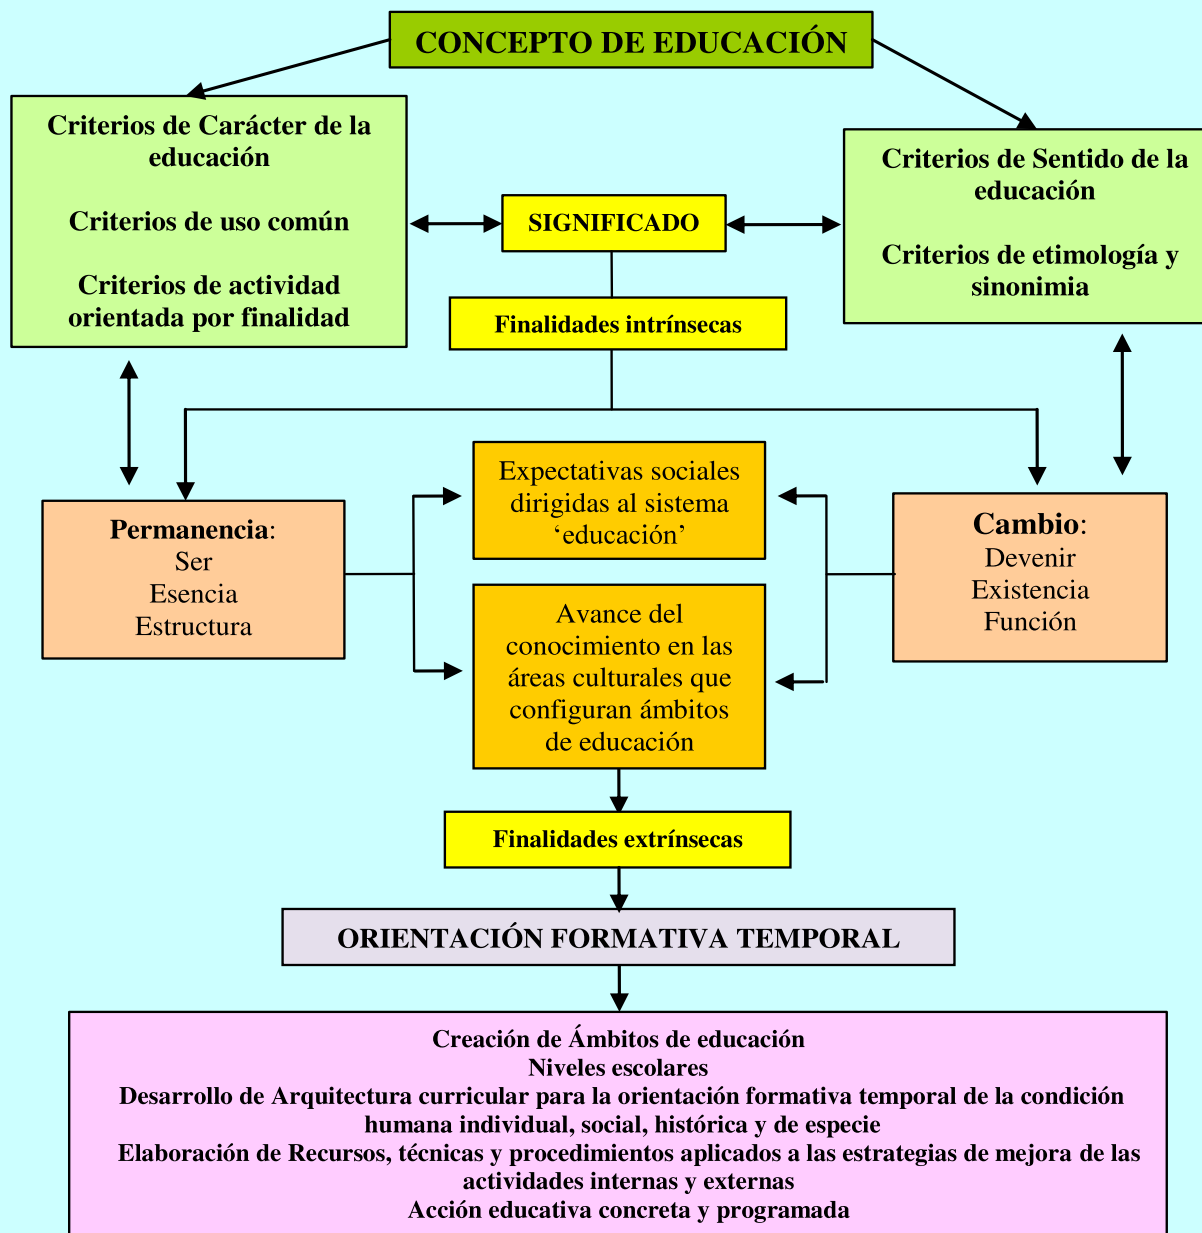 CONCEPTO DE EDUCACIÓN
Criterios de Carácter de la
educación
Criterios de uso común
Criterios de actividad
orientada por finalidad
SIGNIFICADO
Criterios de Sentido de la
educación
Criterios de etimología y
sinonimia
Finalidades intrínsecas
Permanencia:
Ser
Esencia
Estructura
Expectativas sociales
dirigidas al sistema
‘educación’
Avance del
conocimiento en las
áreas culturales que
configuran ámbitos
de educación
Cambio:
Devenir
Existencia
Función
Finalidades extrínsecas
ORIENTACIÓN FORMATIVA TEMPORAL
Creación de Ámbitos de educación
Niveles escolares
Desarrollo de Arquitectura curricular para la orientación formativa temporal de la condición
humana individual, social, histórica y de especie
Elaboración de Recursos, técnicas y procedimientos aplicados a las estrategias de mejora de las
actividades internas y externas
Acción educativa concreta y programada